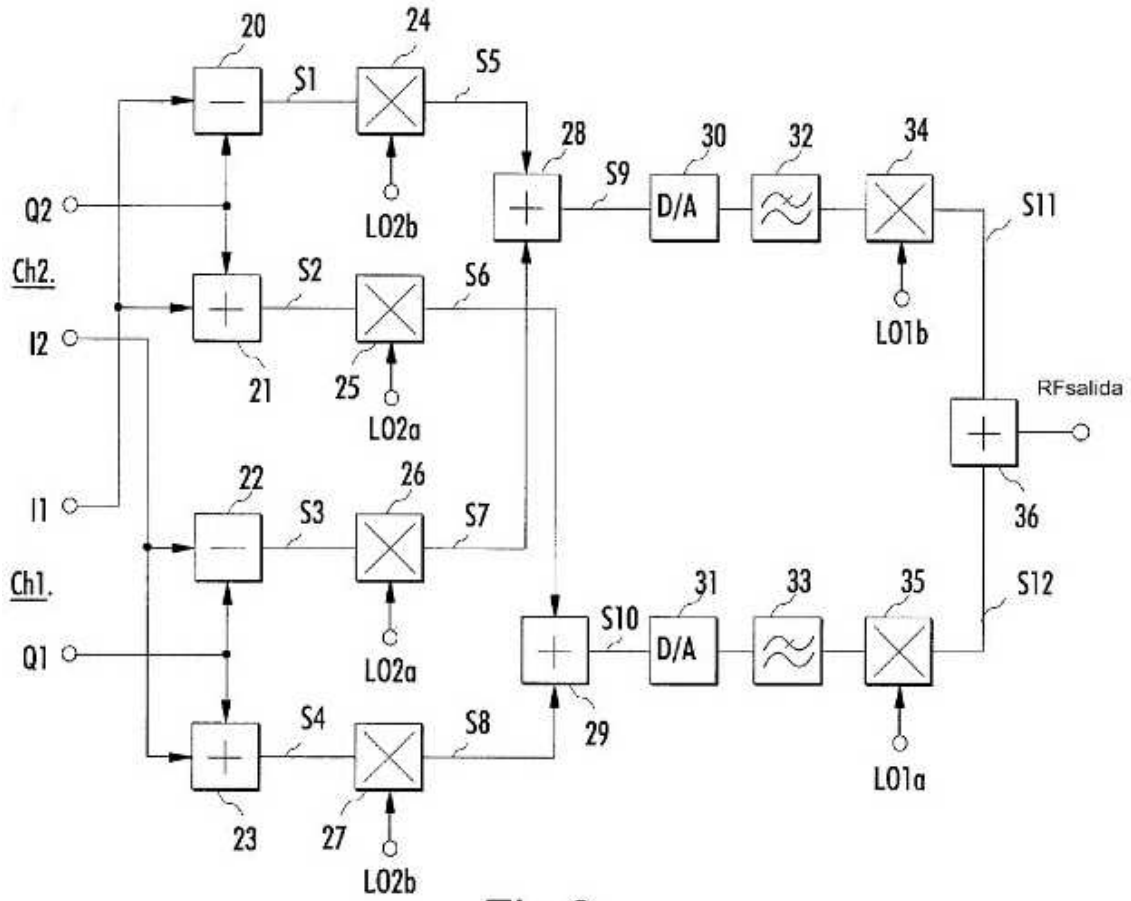 20
24
S1
S5
28
30
32
34
S9
S11
D/A
Q2
LO2b
Ch2.
S2
S6
LO1b
I2
21
25
RFsalida
LO2a
22
26
I1
S3
S7
36
Ch1.
31
33
35
S12
S10
D/A
Q1
LO2a
S4
S8
29
LO1a
23
27
LO2b